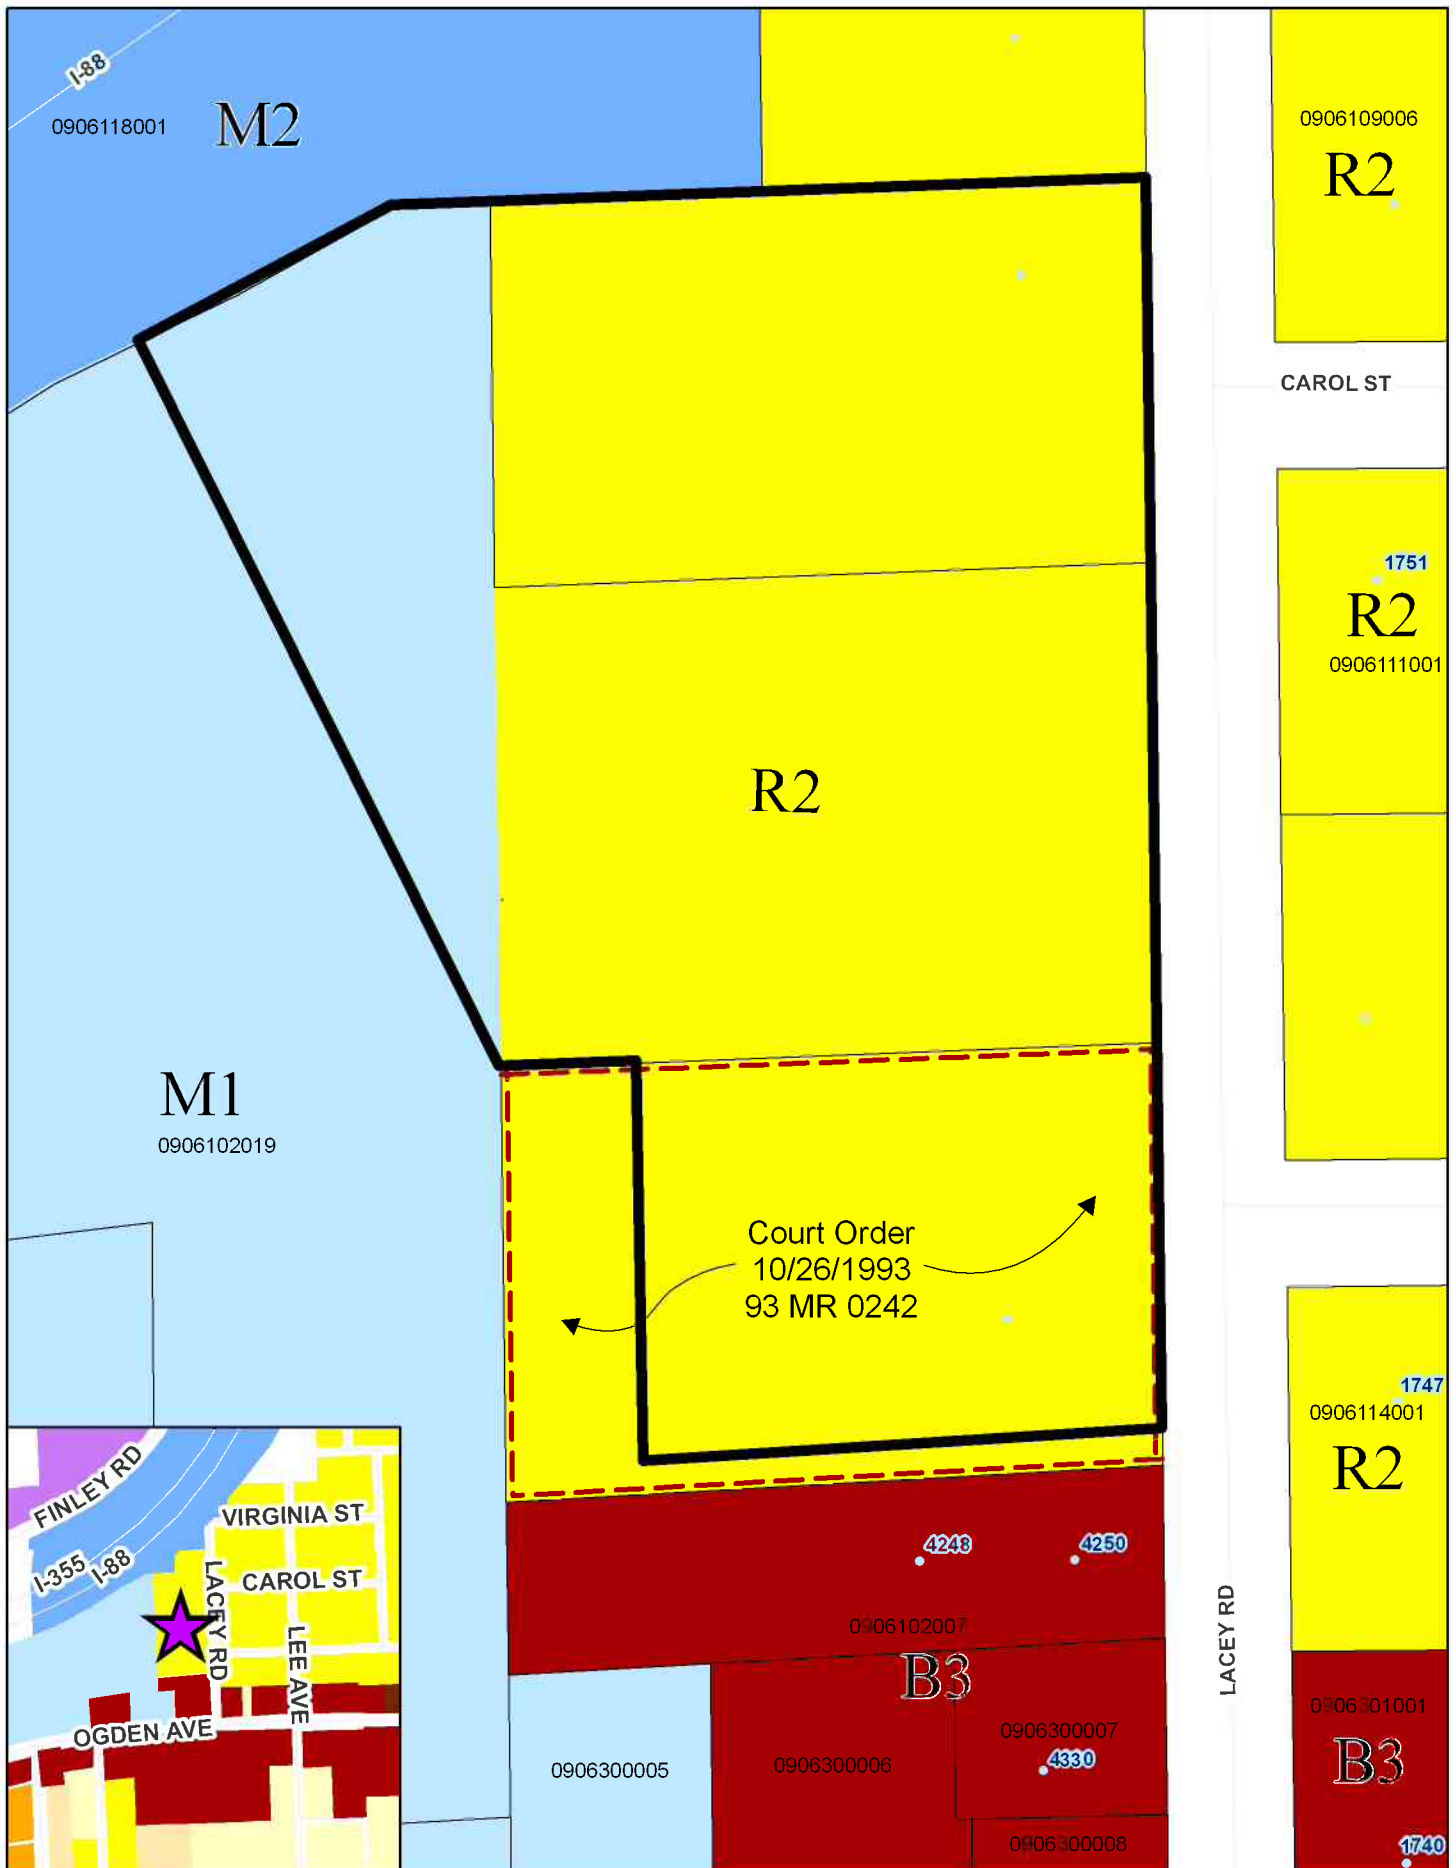 I-88
0906118001
M2
0906109006
R2
CAROL ST
1751
R2
0906111001
R2
M1
0906102019
Court Order
10/26/1993
93 MR 0242
1747
0906114001
R2
4248
4250
0906102007
B3
0906300007
4330
0906300005
0906300006
0906300008
LACEY RD
0906301001
B3
1740
FINLEY RD
VIRGINIA ST
I-355
I-88
CAROL ST
LACEY RD
LEE AVE
OGDEN AVE